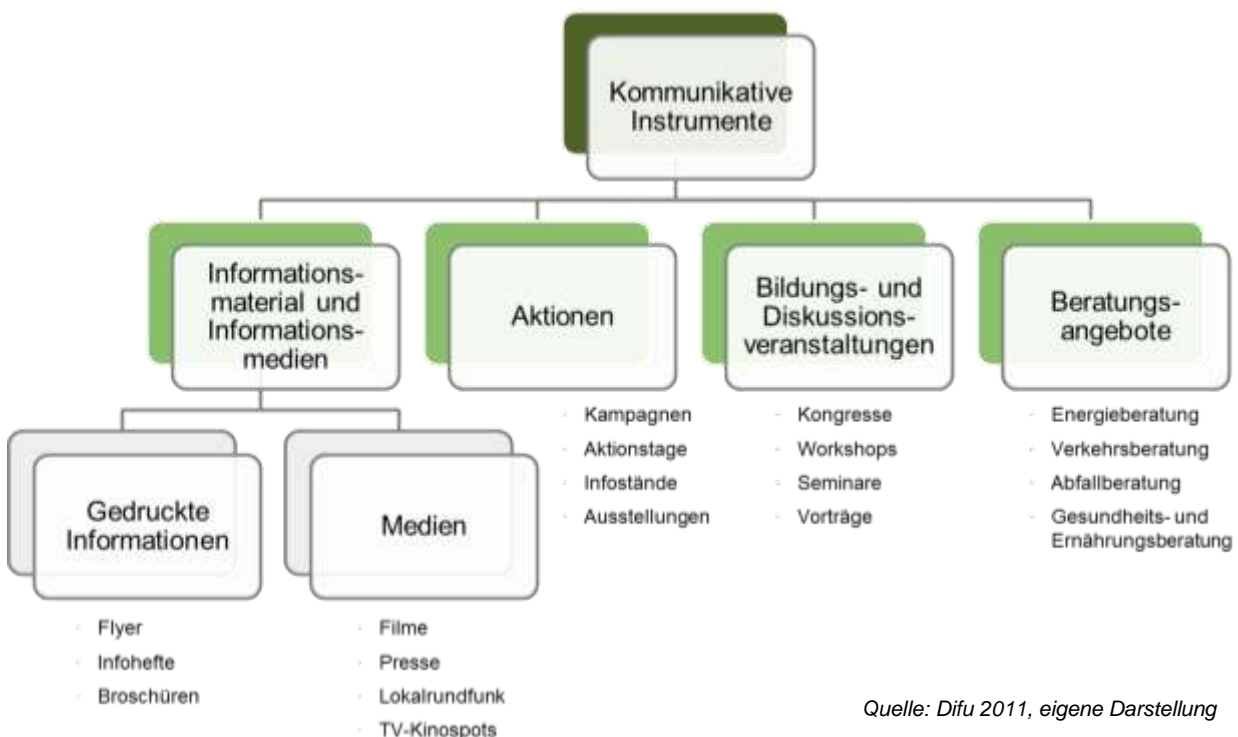 Kommunikative
Instrumente
Informations-
material und
Informations-
medien
Aktionen
Bildungs- und
Diskussions-
veranstaltungen
Beratungs-
angebote
Gedruckte
Informationen
Medien
Kampagnen
Aktionstage
Infostände
Ausstellungen
Kongresse
Workshops
Seminare
Vorträge
Energieberatung
Verkehrsberatung
Abfallberatung
Gesundheits- und
Ernährungsberatung
Flyer
Infohefte
Broschüren
Filme
Presse
Lokalrundfunk
TV-Kinospots
Quelle: Difu 2011, eigene Darstellung